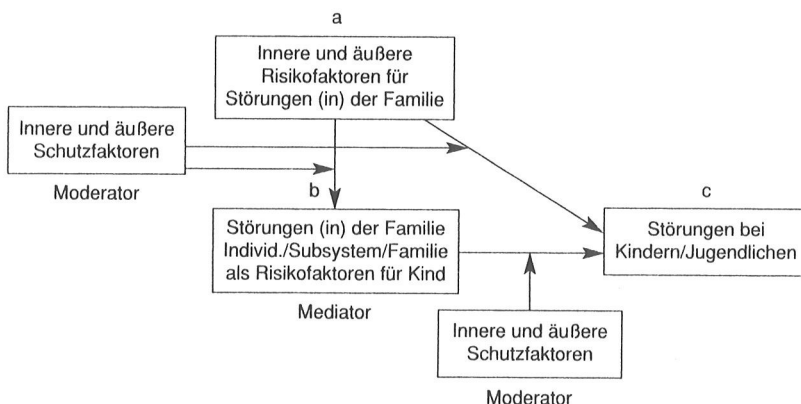 a
Innere und äußere
Risikofaktoren für
Störungen (in) der Familie
Innere und äußere
Schutzfaktoren
Moderator
b
Störungen (in) der Familie
Individ./Subsystem/Familie
als Risikofaktoren für Kind
Mediator
c
Störungen bei
Kindern/Jugendlichen
Innere und äußere
Schutzfaktoren
Moderator